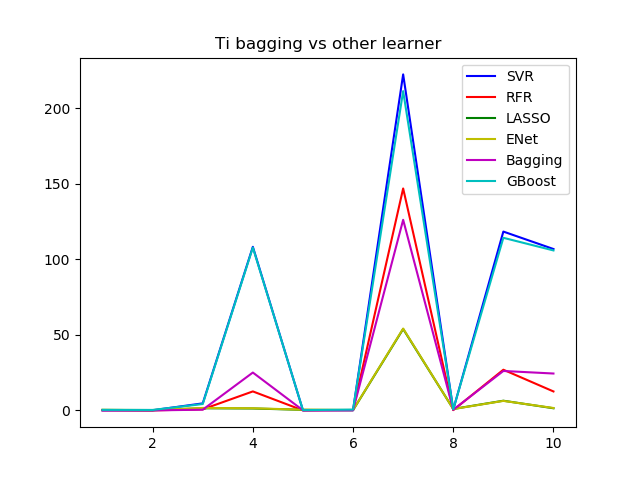 Ti bagging vs other learner
SVR
RFR
LASSO
ENet
Bagging
GBoost
200
150
100
50
0
2 4 6 8 10